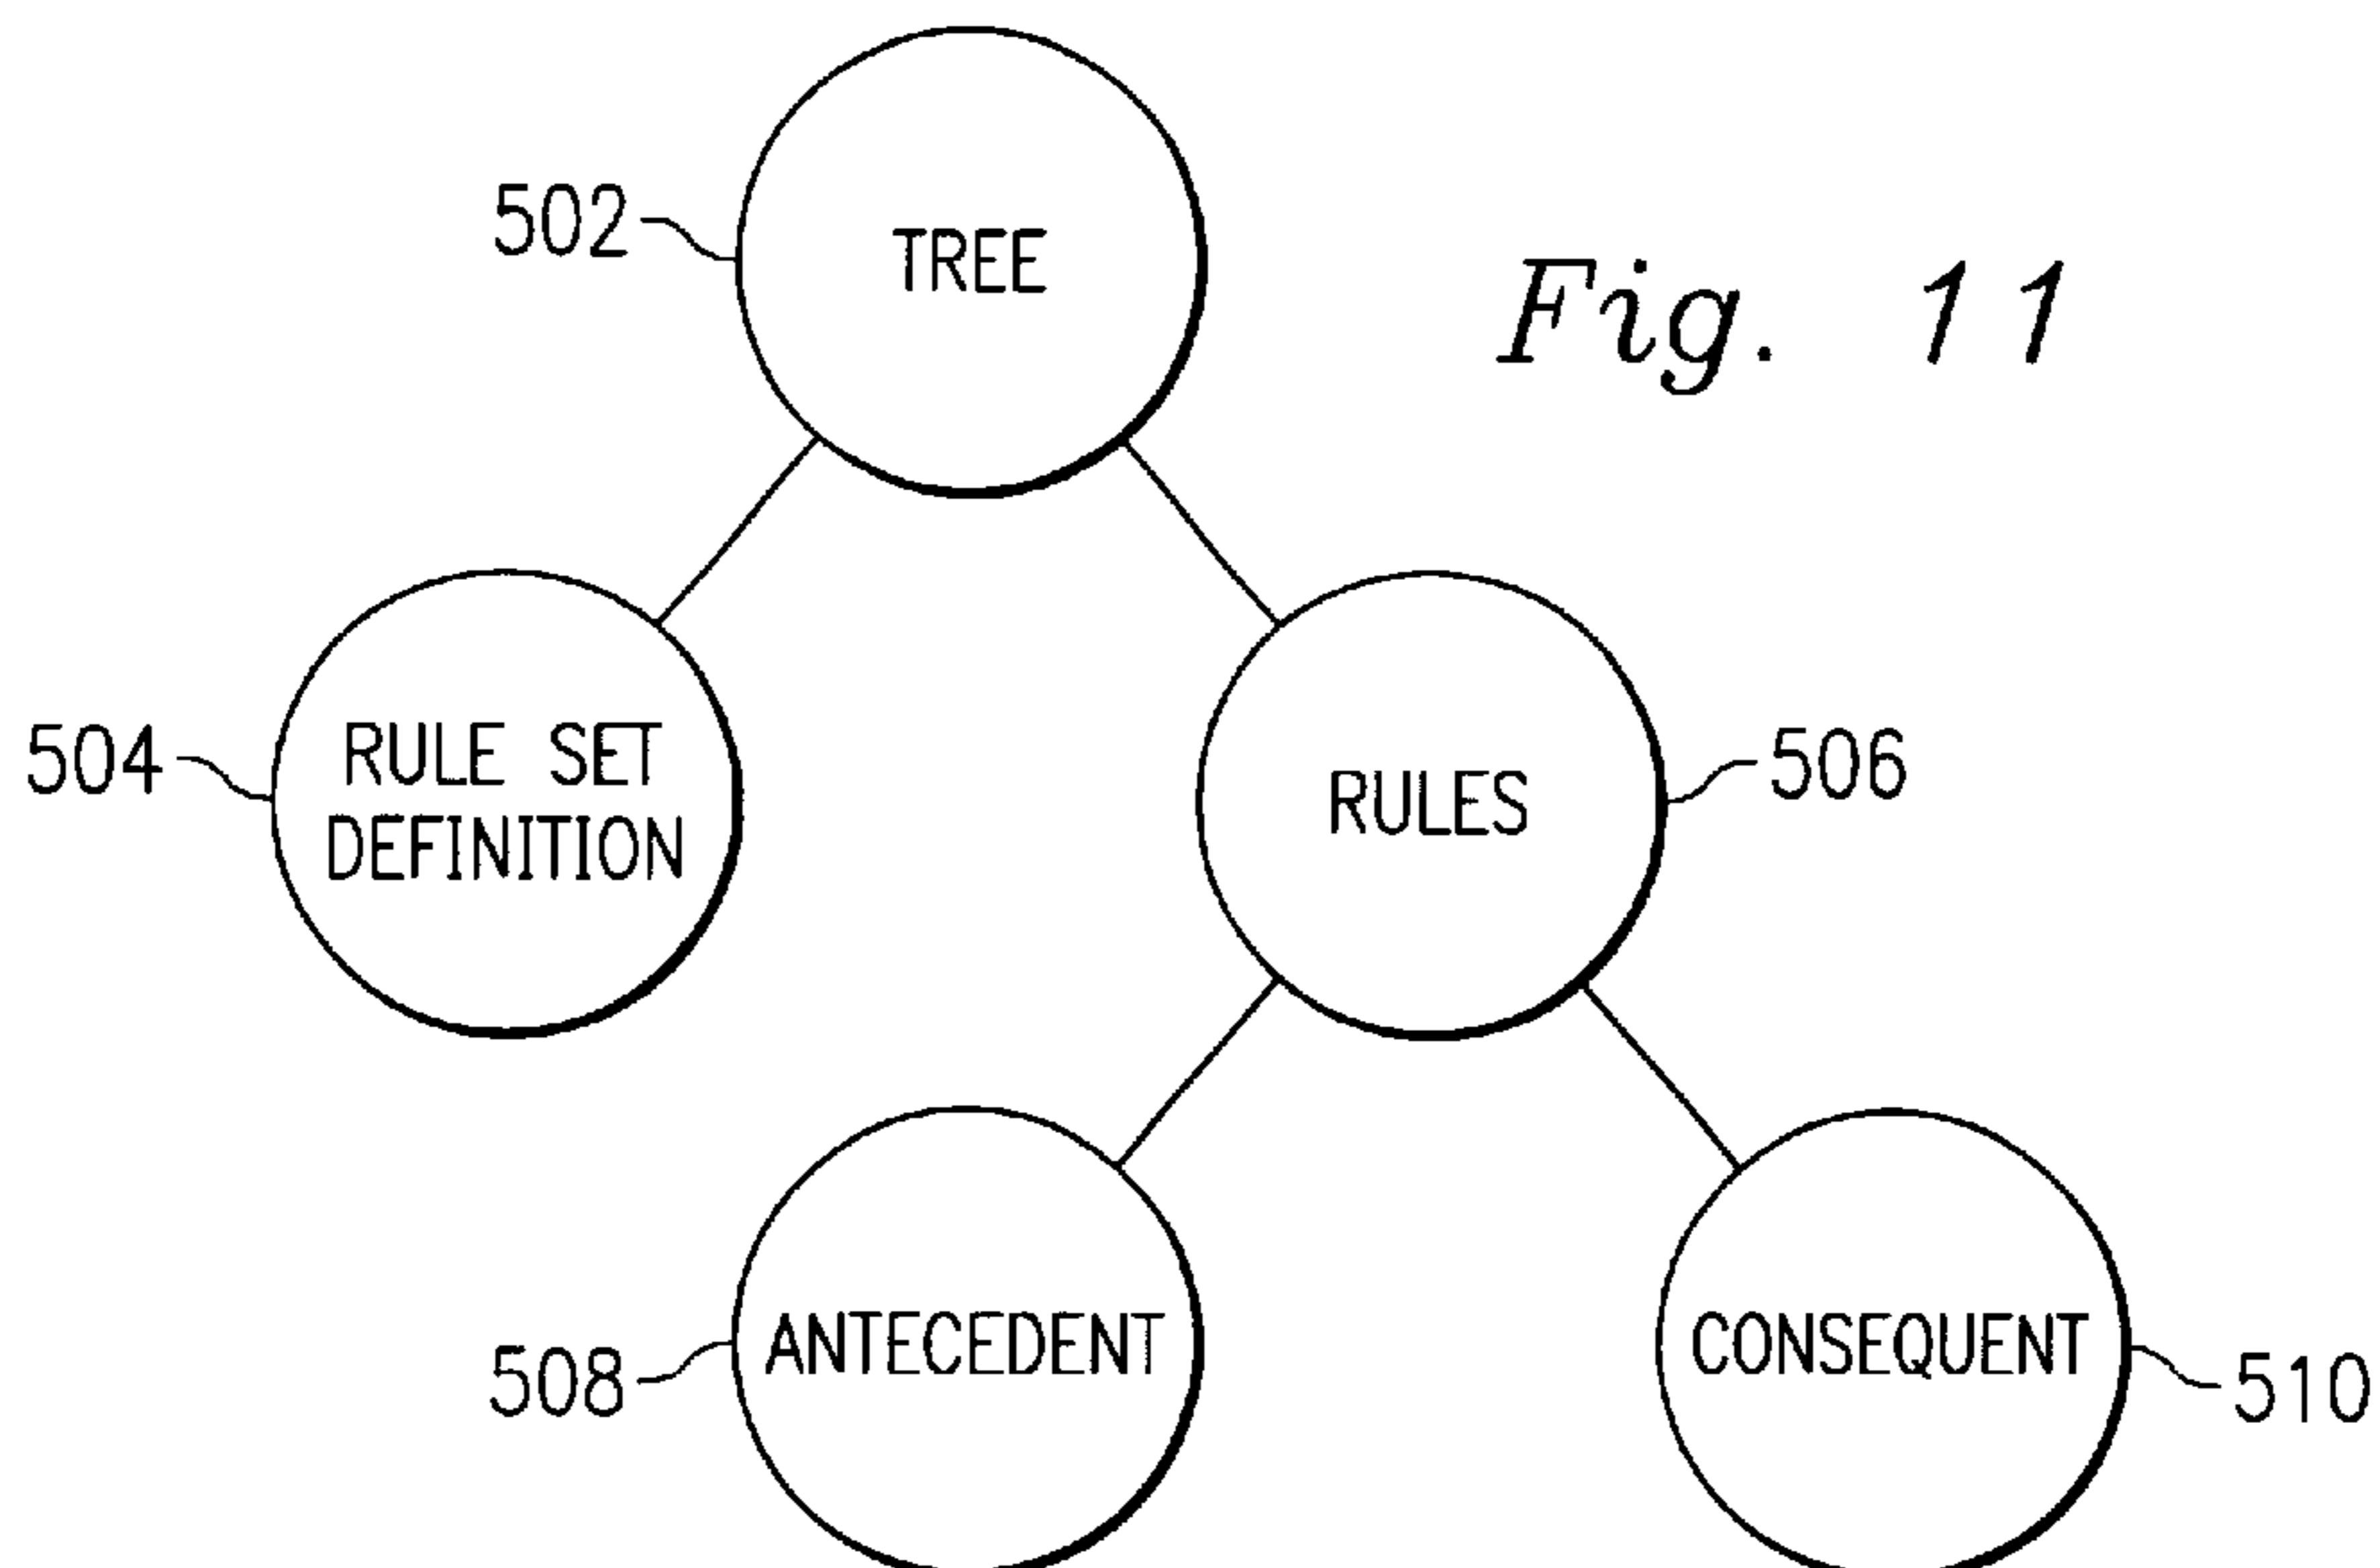 502
TREE
Fig. 11
504
RULE SET
DEFINITION
RULES
506
508
ANTECEDENT
CONSEQUENT
510